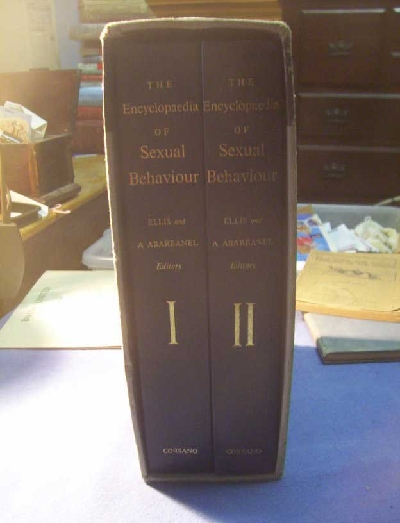 THE
Encyclopaedia
OF
Sexual
Behaviour
ELLIS and
A ABARBANEL
Editors
I
CORSANO
THE
Encyclopaedia
OF
Sexual
Behaviour
ELLIS and
A ABARBANEL
Editors
II
CORSANO